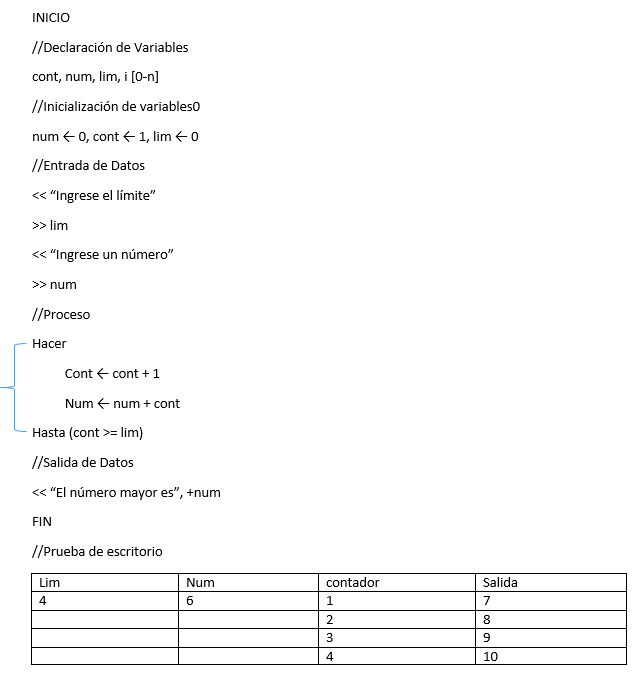 INICIO
//Declaración de Variables
cont, num, lim, i [0-n]
//Inicialización de variables0
num ← 0, cont ← 1, lim ← 0
//Entrada de Datos
<< “Ingrese el límite”
>> lim
<< “Ingrese un número”
>> num
//Proceso
Hacer
Cont ← cont + 1
Num ← num + cont
Hasta (cont >= lim)
//Salida de Datos
<< “El número mayor es”, +num
FIN
//Prueba de escritorio
Lim Num contador Salida
4 6 1 7
2 8
3 9
4 10